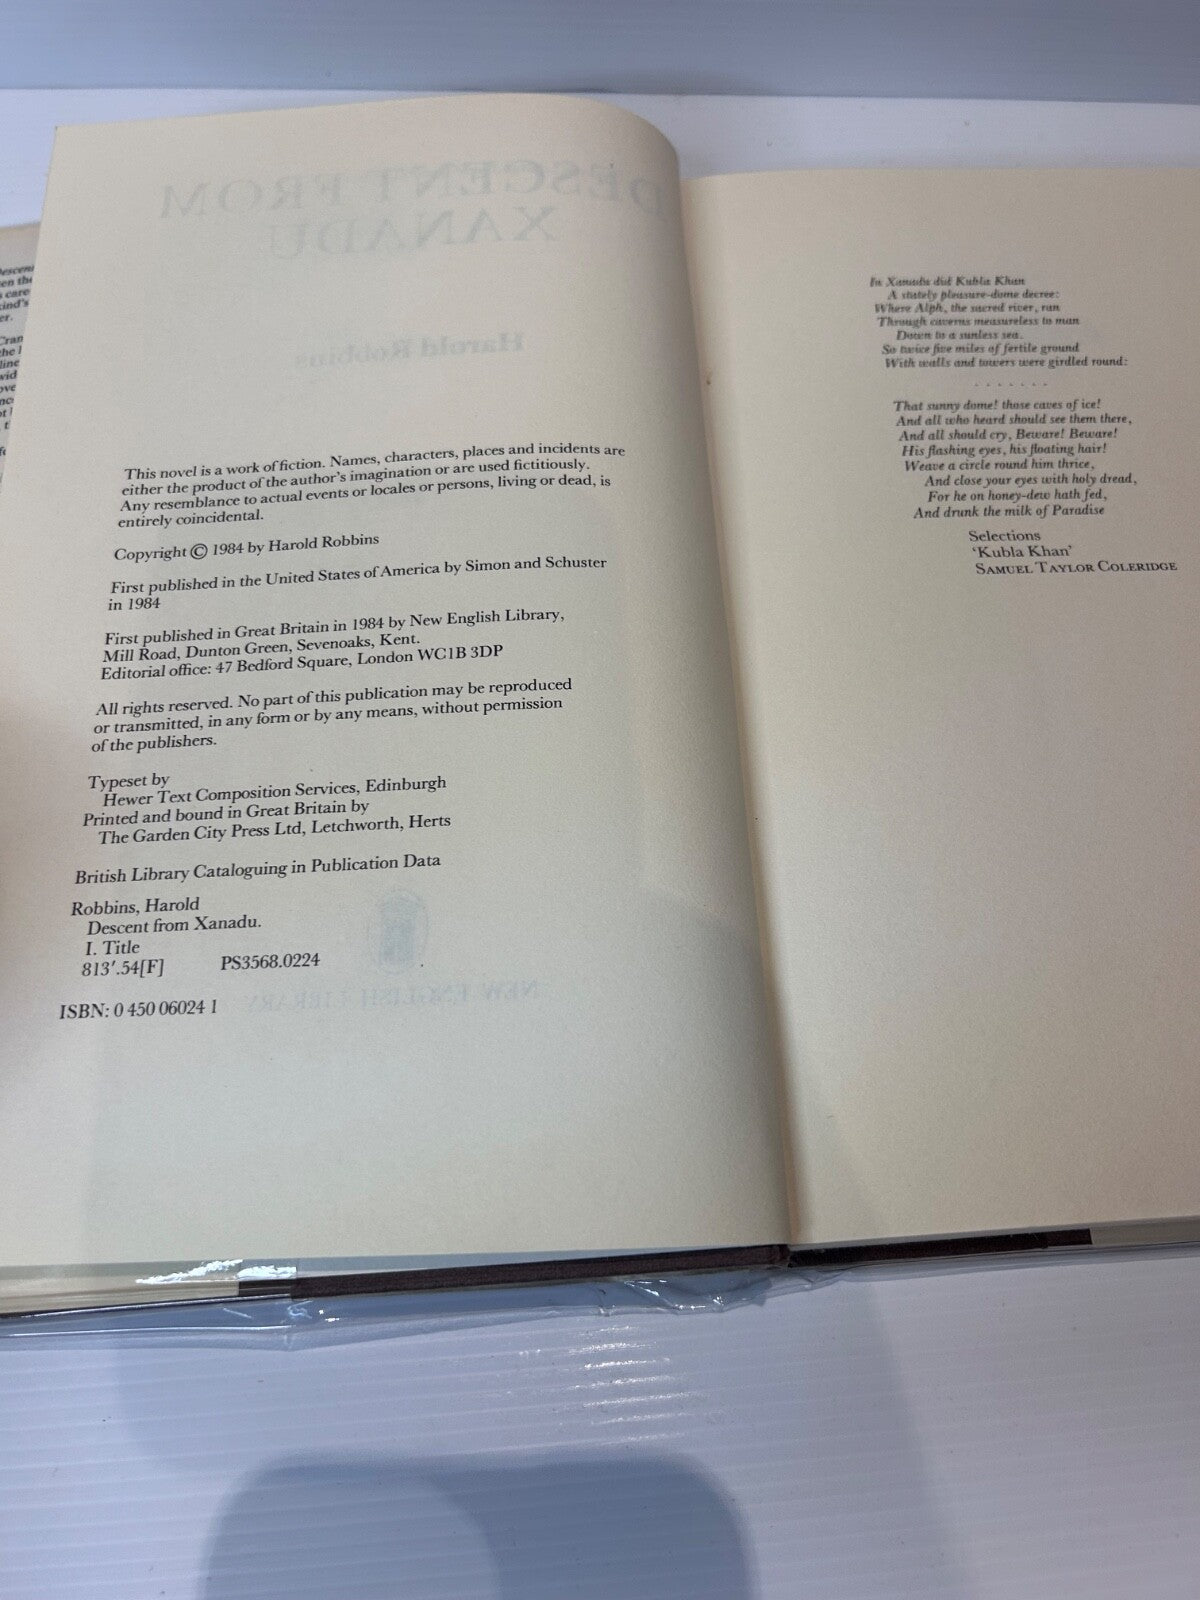 DESCENT FROM
XANADU
Harold Robbins
This novel is a work of fiction. Names, characters, places and incidents are
either the product of the author's imagination or are used fictitiously.
Any resemblance to actual events or locales or persons, living or dead, is
entirely coincidental.
Copyright © 1984 by Harold Robbins
First published in the United States of America by Simon and Schuster
in 1984
First published in Great Britain in 1984 by New English Library,
Mill Road, Dunton Green, Sevenoaks, Kent.
Editorial office: 47 Bedford Square, London WC1B 3DP
All rights reserved. No part of this publication may be reproduced
or transmitted, in any form or by any means, without permission
of the publishers.
Typeset by
Hewer Text Composition Services, Edinburgh
Printed and bound in Great Britain by
The Garden City Press Ltd, Letchworth, Herts
British Library Cataloguing in Publication Data
Robbins, Harold
Descent from Xanadu.
I. Title
813'.54[F] PS3568.0224
ISBN: 0 450 06024 1
NEW ENGLISH LIBRARY
In Xanadu did Kubla Khan
A stately pleasure-dome decree:
Where Alph, the sacred river, ran
Through caverns measureless to man
Down to a sunless sea.
So twice five miles of fertile ground
With walls and towers were girdled round:
. . . . . . .
That sunny dome! those caves of ice!
And all who heard should see them there,
And all should cry, Beware! Beware!
His flashing eyes, his floating hair!
Weave a circle round him thrice,
And close your eyes with holy dread,
For he on honey-dew hath fed,
And drunk the milk of Paradise
Selections
'Kubla Khan'
SAMUEL TAYLOR COLERIDGE